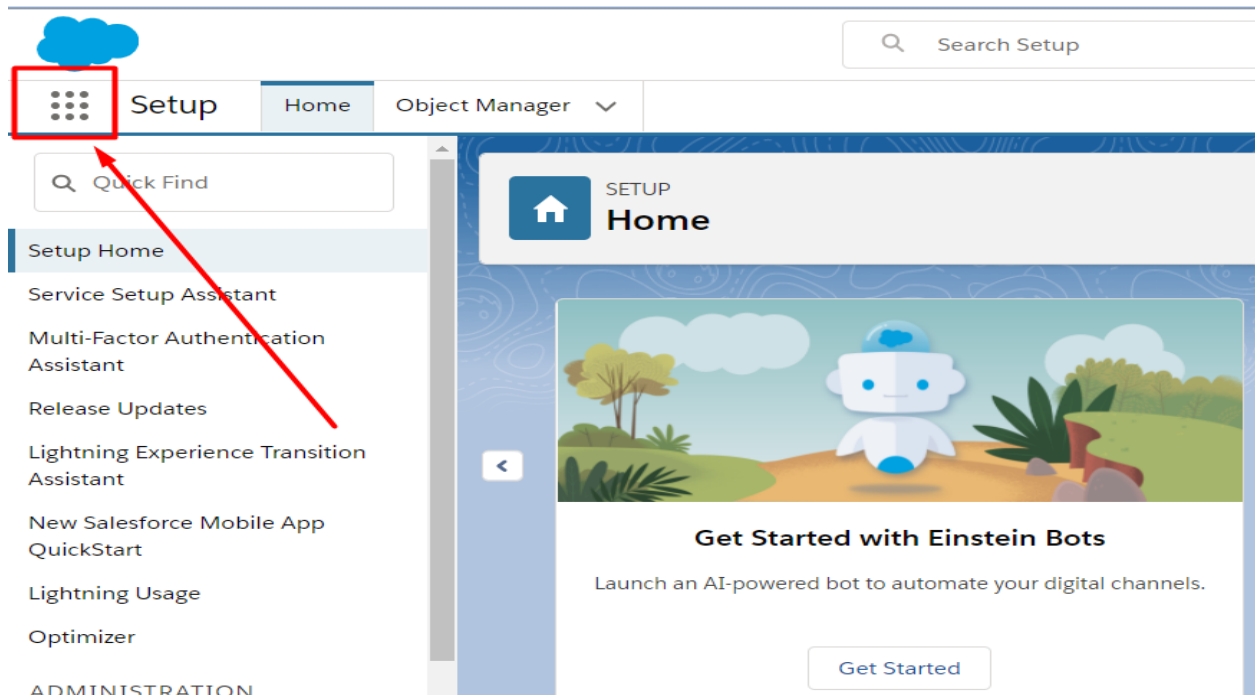 Search Setup
Setup
Home
Object Manager
Quick Find
Setup Home
Service Setup Assistant
Multi-Factor Authentication
Assistant
Release Updates
Lightning Experience Transition
Assistant
New Salesforce Mobile App
QuickStart
Lightning Usage
Optimizer
ADMINISTRATION
SETUP
Home
Get Started with Einstein Bots
Launch an AI-powered bot to automate your digital channels.
Get Started